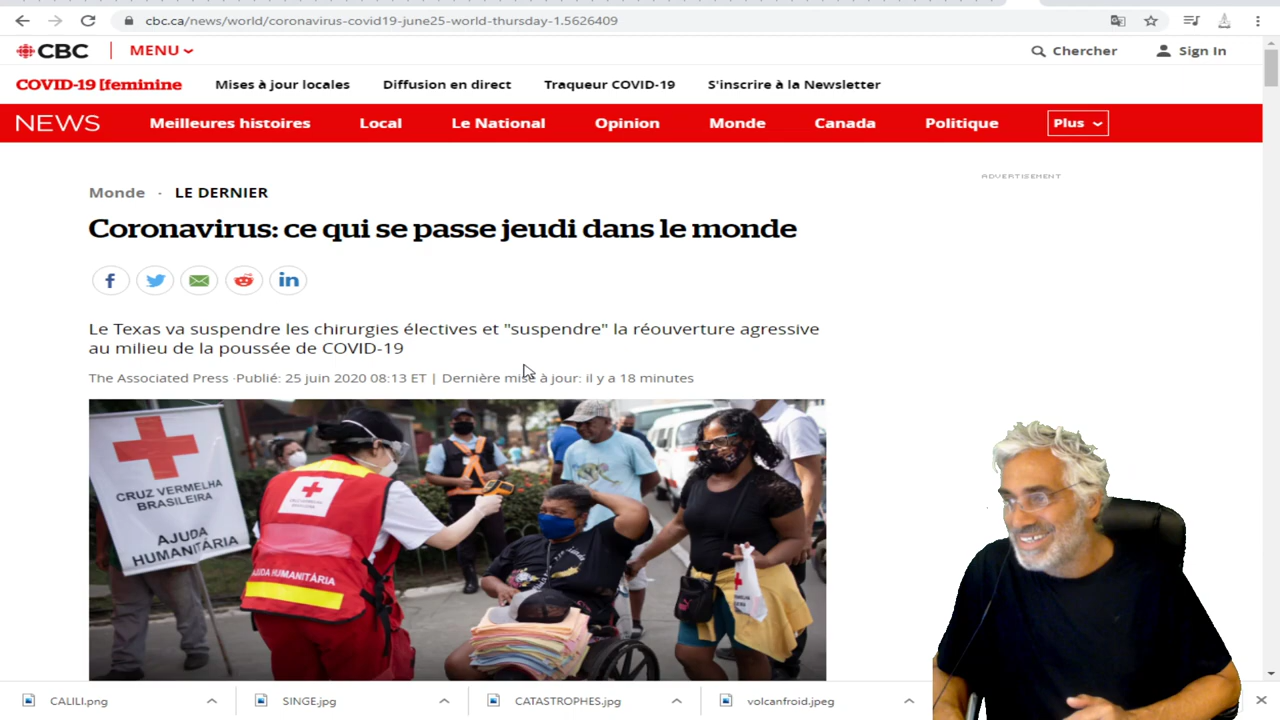 cbc.ca/news/world/coronavirus-covid19-june25-world-thursday-1.5626409
CBC MENU Chercher Sign In
COVID-19 [feminine Mises à jour locales Diffusion en direct Traqueur COVID-19 S'inscrire à la Newsletter
NEWS Meilleures histoires Local Le National Opinion Monde Canada Politique Plus
ADVERTISEMENT
Monde · LE DERNIER
Coronavirus: ce qui se passe jeudi dans le monde
Le Texas va suspendre les chirurgies électives et "suspendre" la réouverture agressive
au milieu de la poussée de COVID-19
The Associated Press ·Publié: 25 juin 2020 08:13 ET | Dernière mise à jour: il y a 18 minutes
CRUZ VERMELHA
BRASILEIRA
AJUDA
HUMANITÁRIA
AJUDA HUMANITÁRIA
CALILI.png SINGE.jpg CATASTROPHES.jpg volcanfroid.jpeg